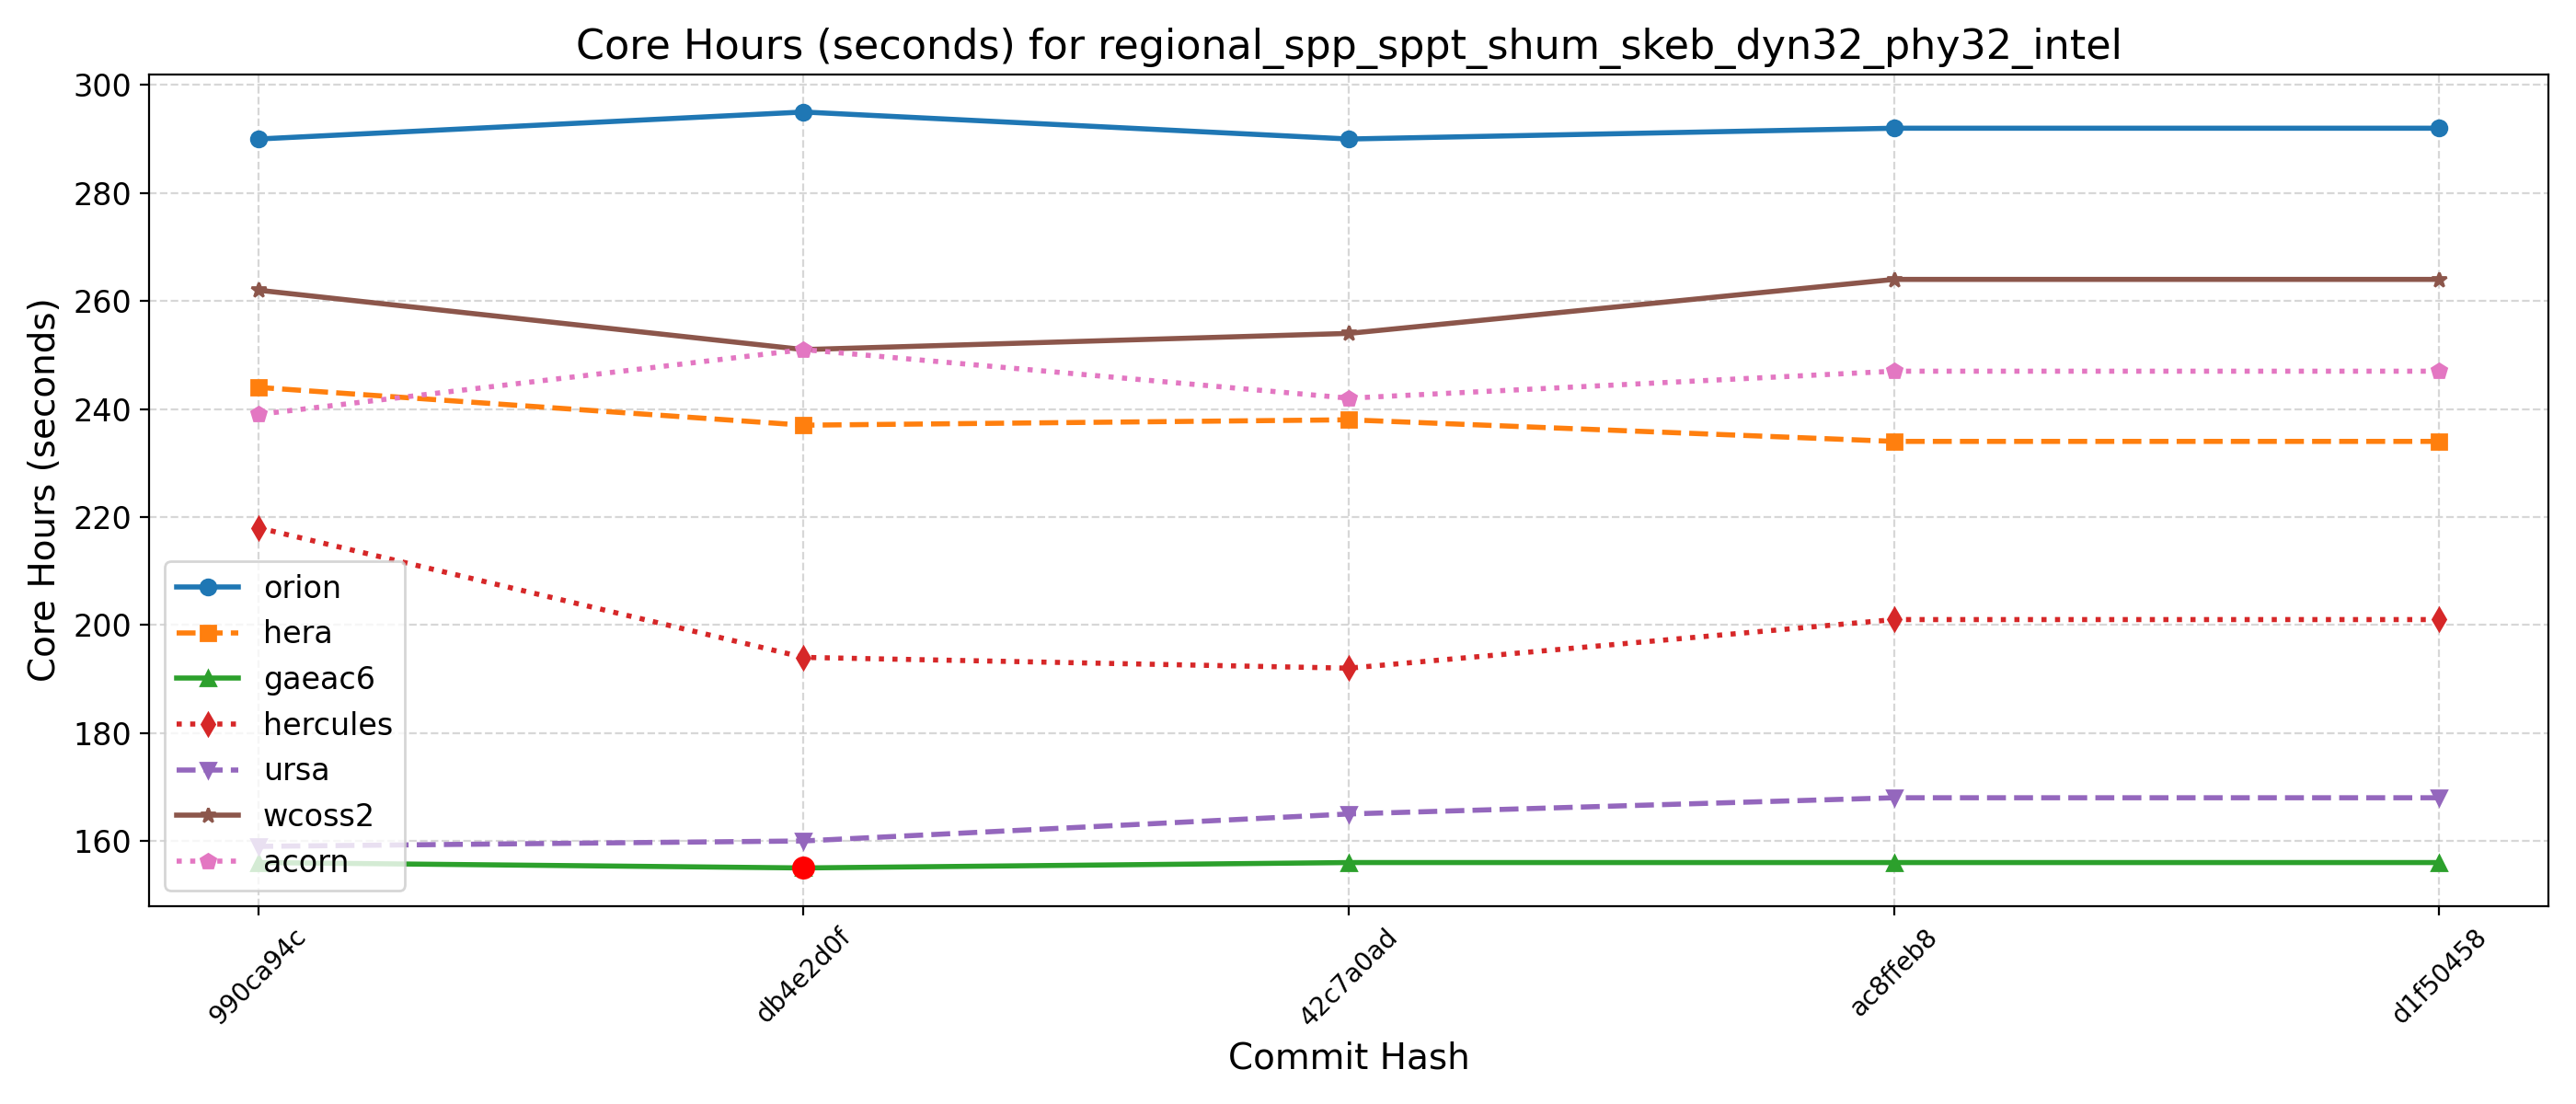 Core Hours (seconds) for regional_spp_sppt_shum_skeb_dyn32_phy32_intel
Core Hours (seconds)
300
280
260
240
220
200
180
160
orion
hera
gaeac6
hercules
ursa
wcoss2
acorn
990ca94c
db4e2d0f
42c7a0ad
ac8ffeb8
d1f50458
Commit Hash